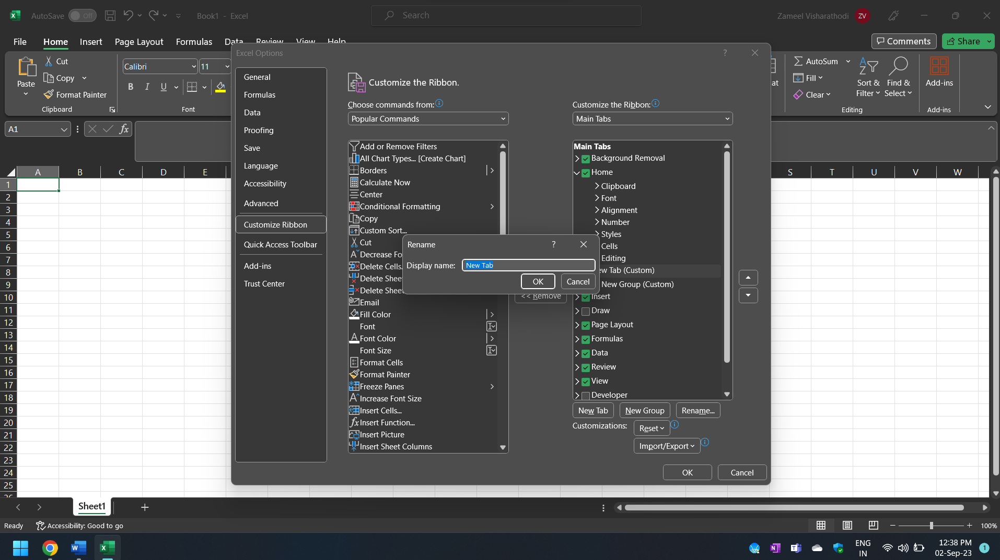 AutoSave Off
Book1 - Excel
Search
Zameel Visharathodi ZV
File Home Insert Page Layout Formulas Data Review View Help
Comments Share
Paste
Cut
Copy
Format Painter
Clipboard
Calibri 11
B I U
Font
at
AutoSum
Fill
Clear
Sort & Filter
Find & Select
Editing
Add-ins
Add-ins
A1
fx
A B C D E S T U V W
1
2
3
4
5
6
7
8
9
10
11
12
13
14
15
16
17
18
19
20
21
22
23
24
25
26
Excel Options ?
General
Formulas
Data
Proofing
Save
Language
Accessibility
Advanced
Customize Ribbon
Quick Access Toolbar
Add-ins
Trust Center
Customize the Ribbon.
Choose commands from:
Popular Commands
Add or Remove Filters
All Chart Types... [Create Chart]
Borders
Calculate Now
Center
Conditional Formatting
Copy
Custom Sort...
Cut
Decrease Fo
Delete Cells.
Delete Shee
Delete Sheet
Email
Fill Color
Font
Font Color
Font Size
Format Cells
Format Painter
Freeze Panes
Increase Font Size
Insert Cells...
Insert Function...
Insert Picture
Insert Sheet Columns
<< Remove
Rename ?
Display name: New Tab
OK Cancel
Customize the Ribbon:
Main Tabs
Main Tabs
Background Removal
Home
Clipboard
Font
Alignment
Number
Styles
Cells
Editing
ew Tab (Custom)
New Group (Custom)
Insert
Draw
Page Layout
Formulas
Data
Review
View
Developer
New Tab New Group Rename...
Customizations: Reset
Import/Export
OK Cancel
Sheet1
Ready Accessibility: Good to go
100%
ENG
IN
12:38 PM
02-Sep-23
1